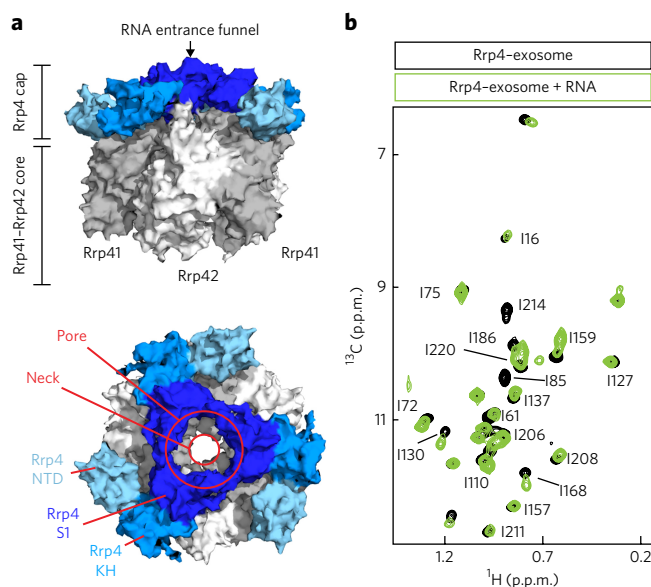 a
RNA entrance funnel
Rrp4 cap
Rrp41–Rrp42 core
Rrp41
Rrp42
Rrp41
Pore
Neck
Rrp4
NTD
Rrp4
S1
Rrp4
KH
b
Rrp4–exosome
Rrp4–exosome + RNA
7
9
11
¹³C (p.p.m.)
I16
I75
I214
I186
I159
I220
I85
I127
I137
I72
I61
I130
I206
I208
I110
I168
I157
I211
1.2
0.7
0.2
¹H (p.p.m.)